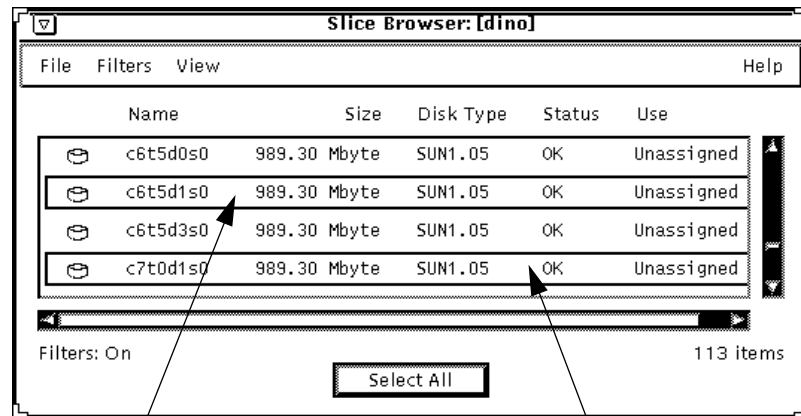 Slice Browser: [dino]
File Filters View Help
Name Size Disk Type Status Use
c6t5d0s0 989.30 Mbyte SUN1.05 OK Unassigned
c6t5d1s0 989.30 Mbyte SUN1.05 OK Unassigned
c6t5d3s0 989.30 Mbyte SUN1.05 OK Unassigned
c7t0d1s0 989.30 Mbyte SUN1.05 OK Unassigned
Filters: On 113 items
Select All